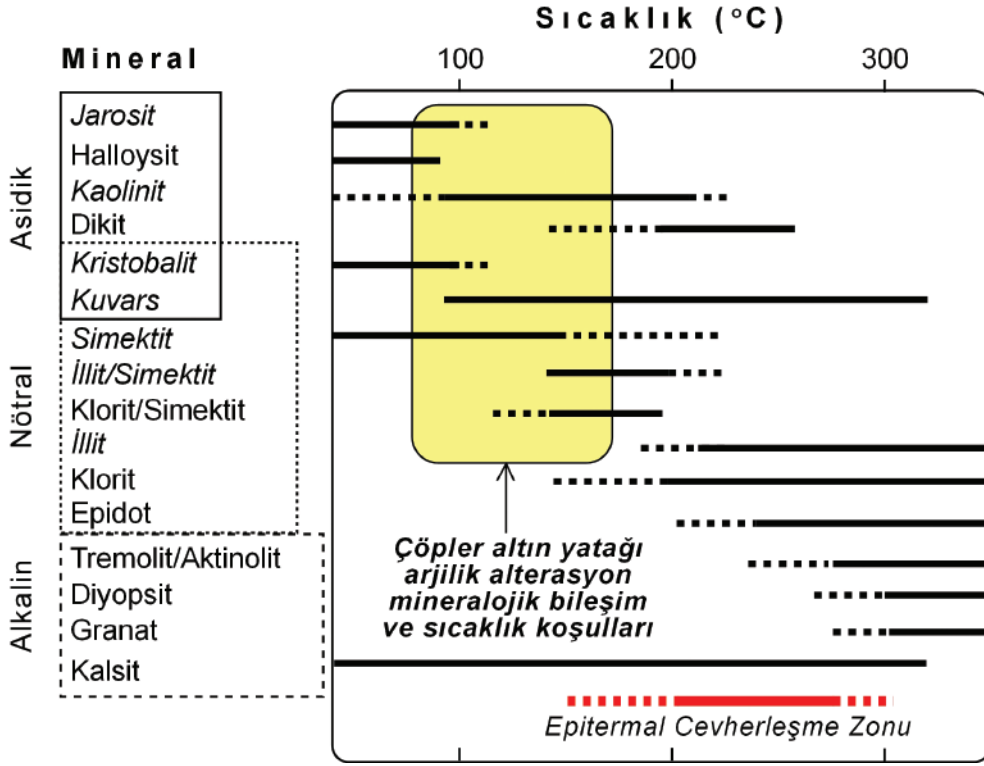 Sıcaklık (°C)
Mineral
100 200 300
Asidik
Jarosit
Halloysit
Kaolinit
Dikit
Kristobalit
Kuvars
Nötral
Simektit
İllit/Simektit
Klorit/Simektit
İllit
Klorit
Epidot
Alkalin
Tremolit/Aktinolit
Diyopsit
Granat
Kalsit
Çöpler altın yatağı
arjilik alterasyon
mineralojik bileşim
ve sıcaklık koşulları
Epitermal Cevherleşme Zonu